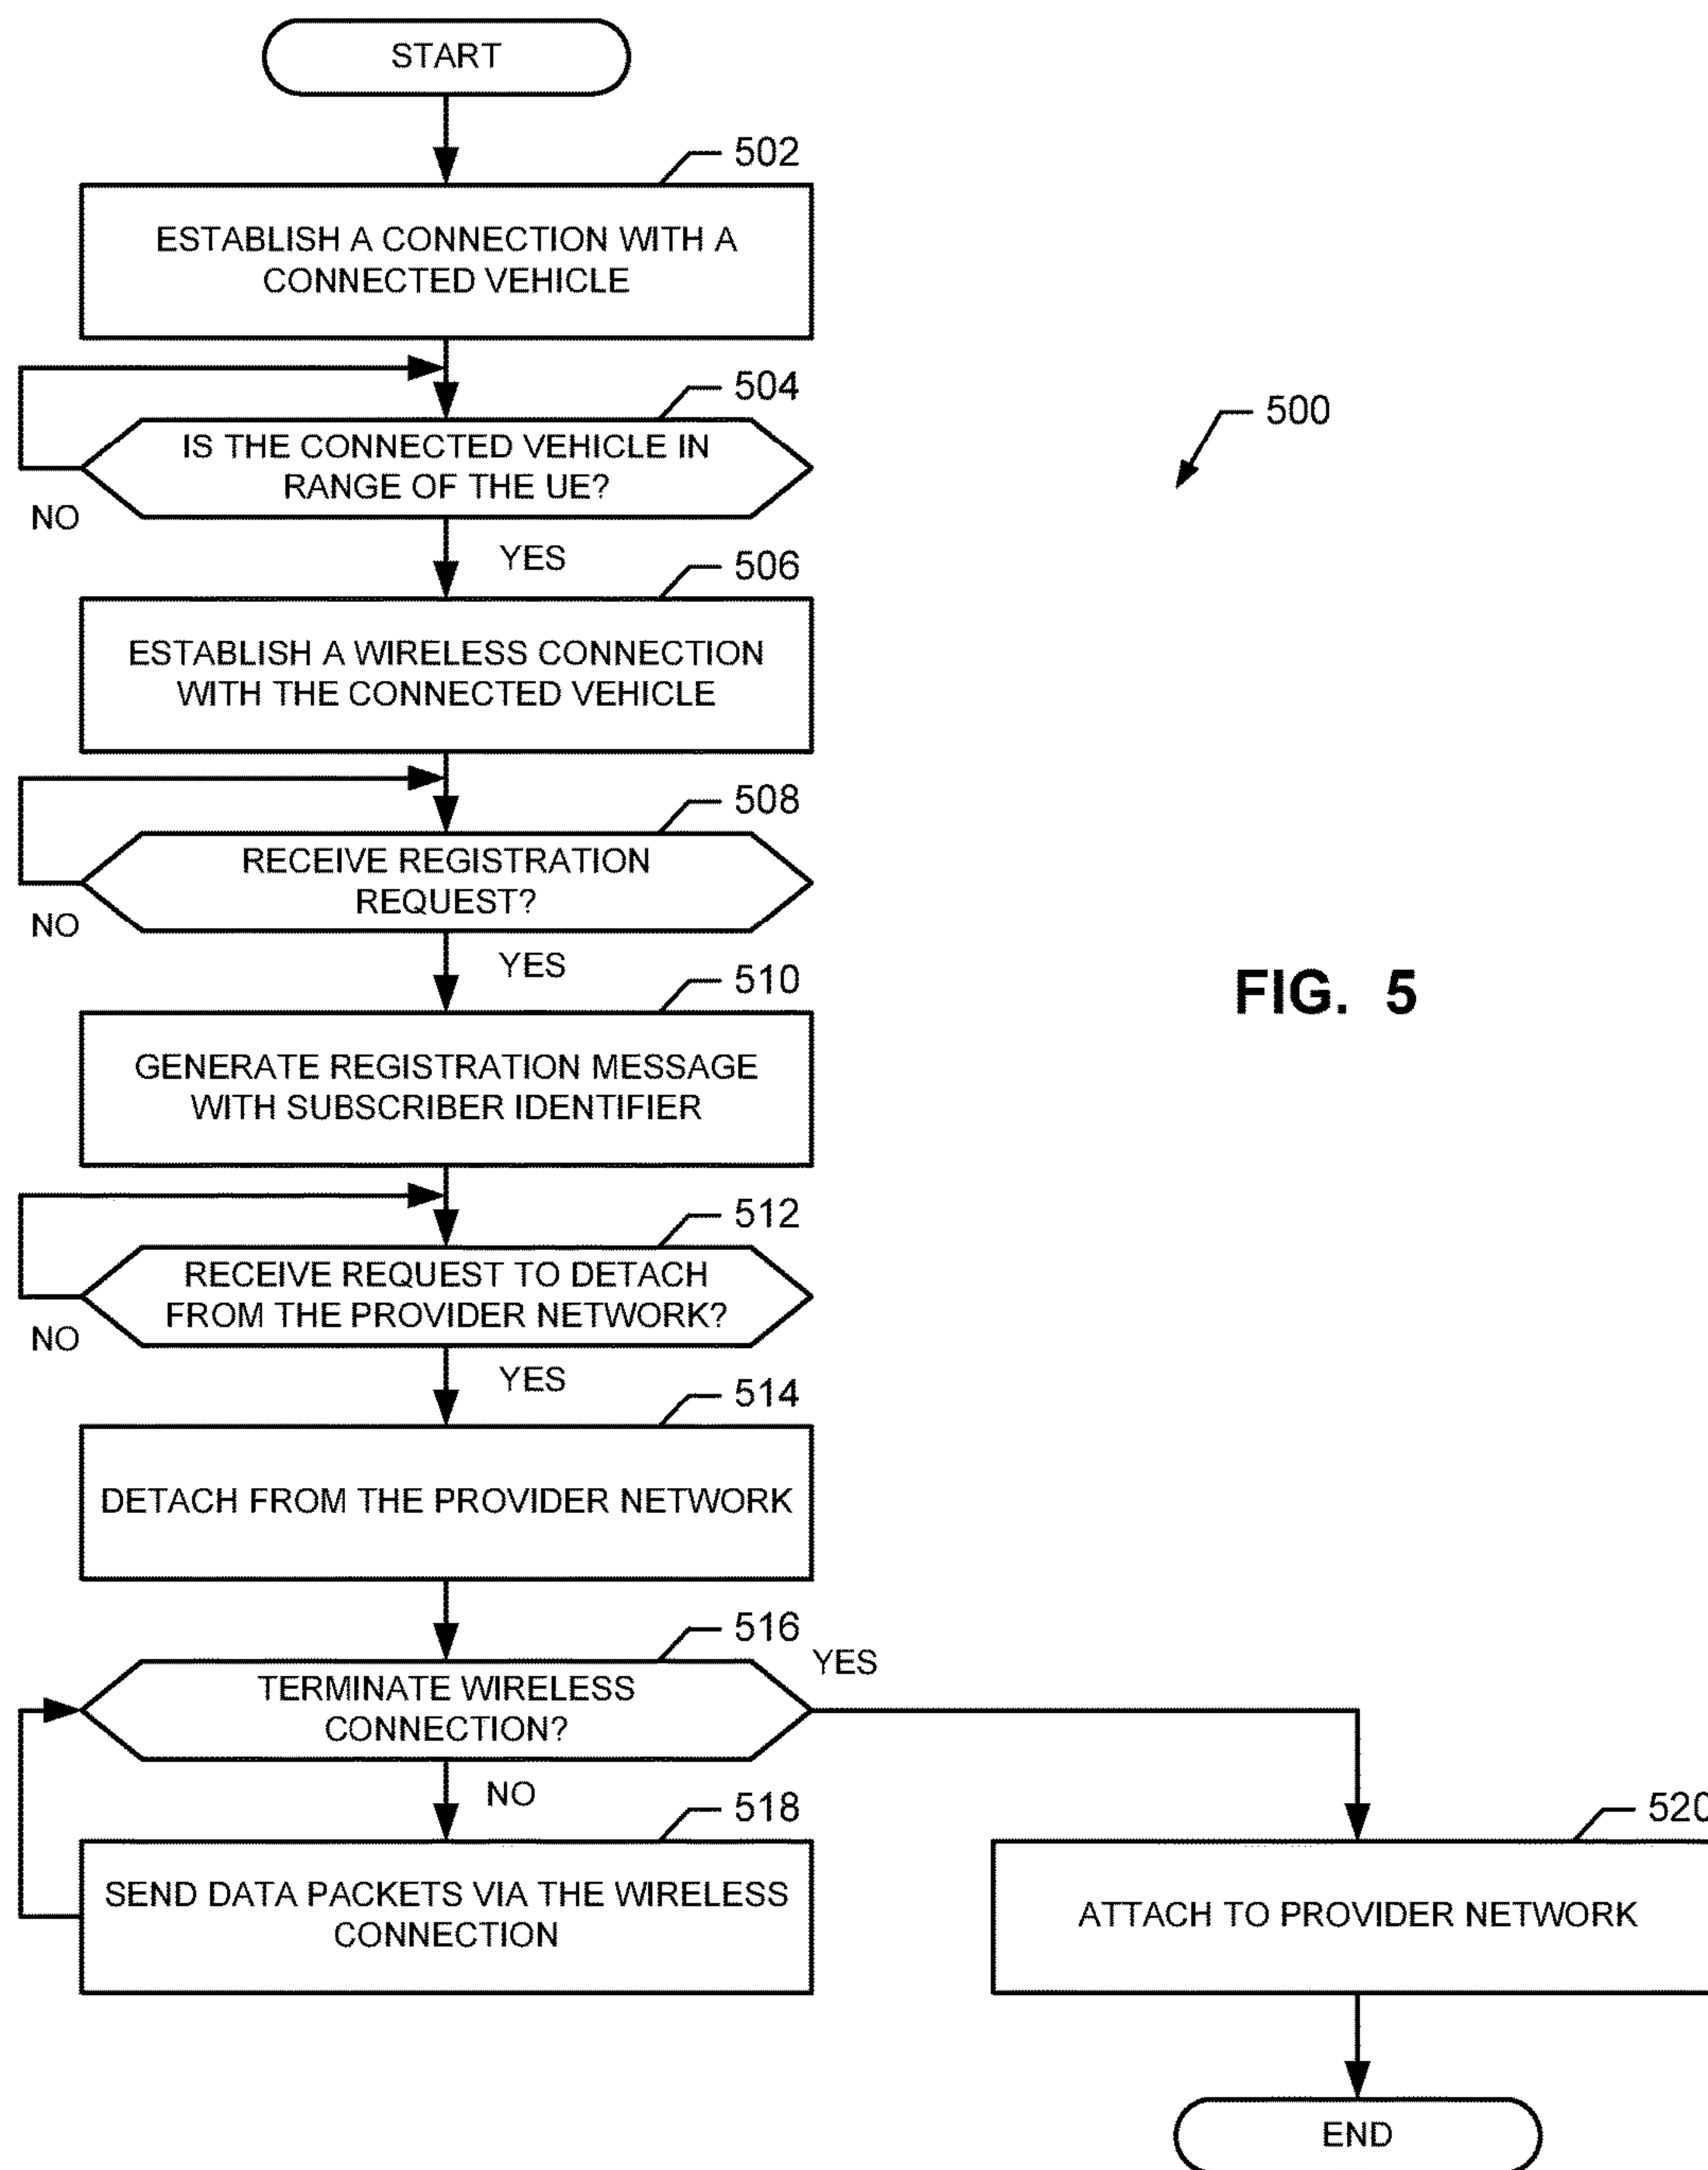 START
502
ESTABLISH A CONNECTION WITH A
CONNECTED VEHICLE
504
IS THE CONNECTED VEHICLE IN
RANGE OF THE UE?
500
NO
YES
506
ESTABLISH A WIRELESS CONNECTION
WITH THE CONNECTED VEHICLE
508
RECEIVE REGISTRATION
REQUEST?
NO
YES
510
FIG. 5
GENERATE REGISTRATION MESSAGE
WITH SUBSCRIBER IDENTIFIER
512
RECEIVE REQUEST TO DETACH
FROM THE PROVIDER NETWORK?
NO
YES
514
DETACH FROM THE PROVIDER NETWORK
516
YES
TERMINATE WIRELESS
CONNECTION?
NO
518
520
SEND DATA PACKETS VIA THE WIRELESS
CONNECTION
ATTACH TO PROVIDER NETWORK
END